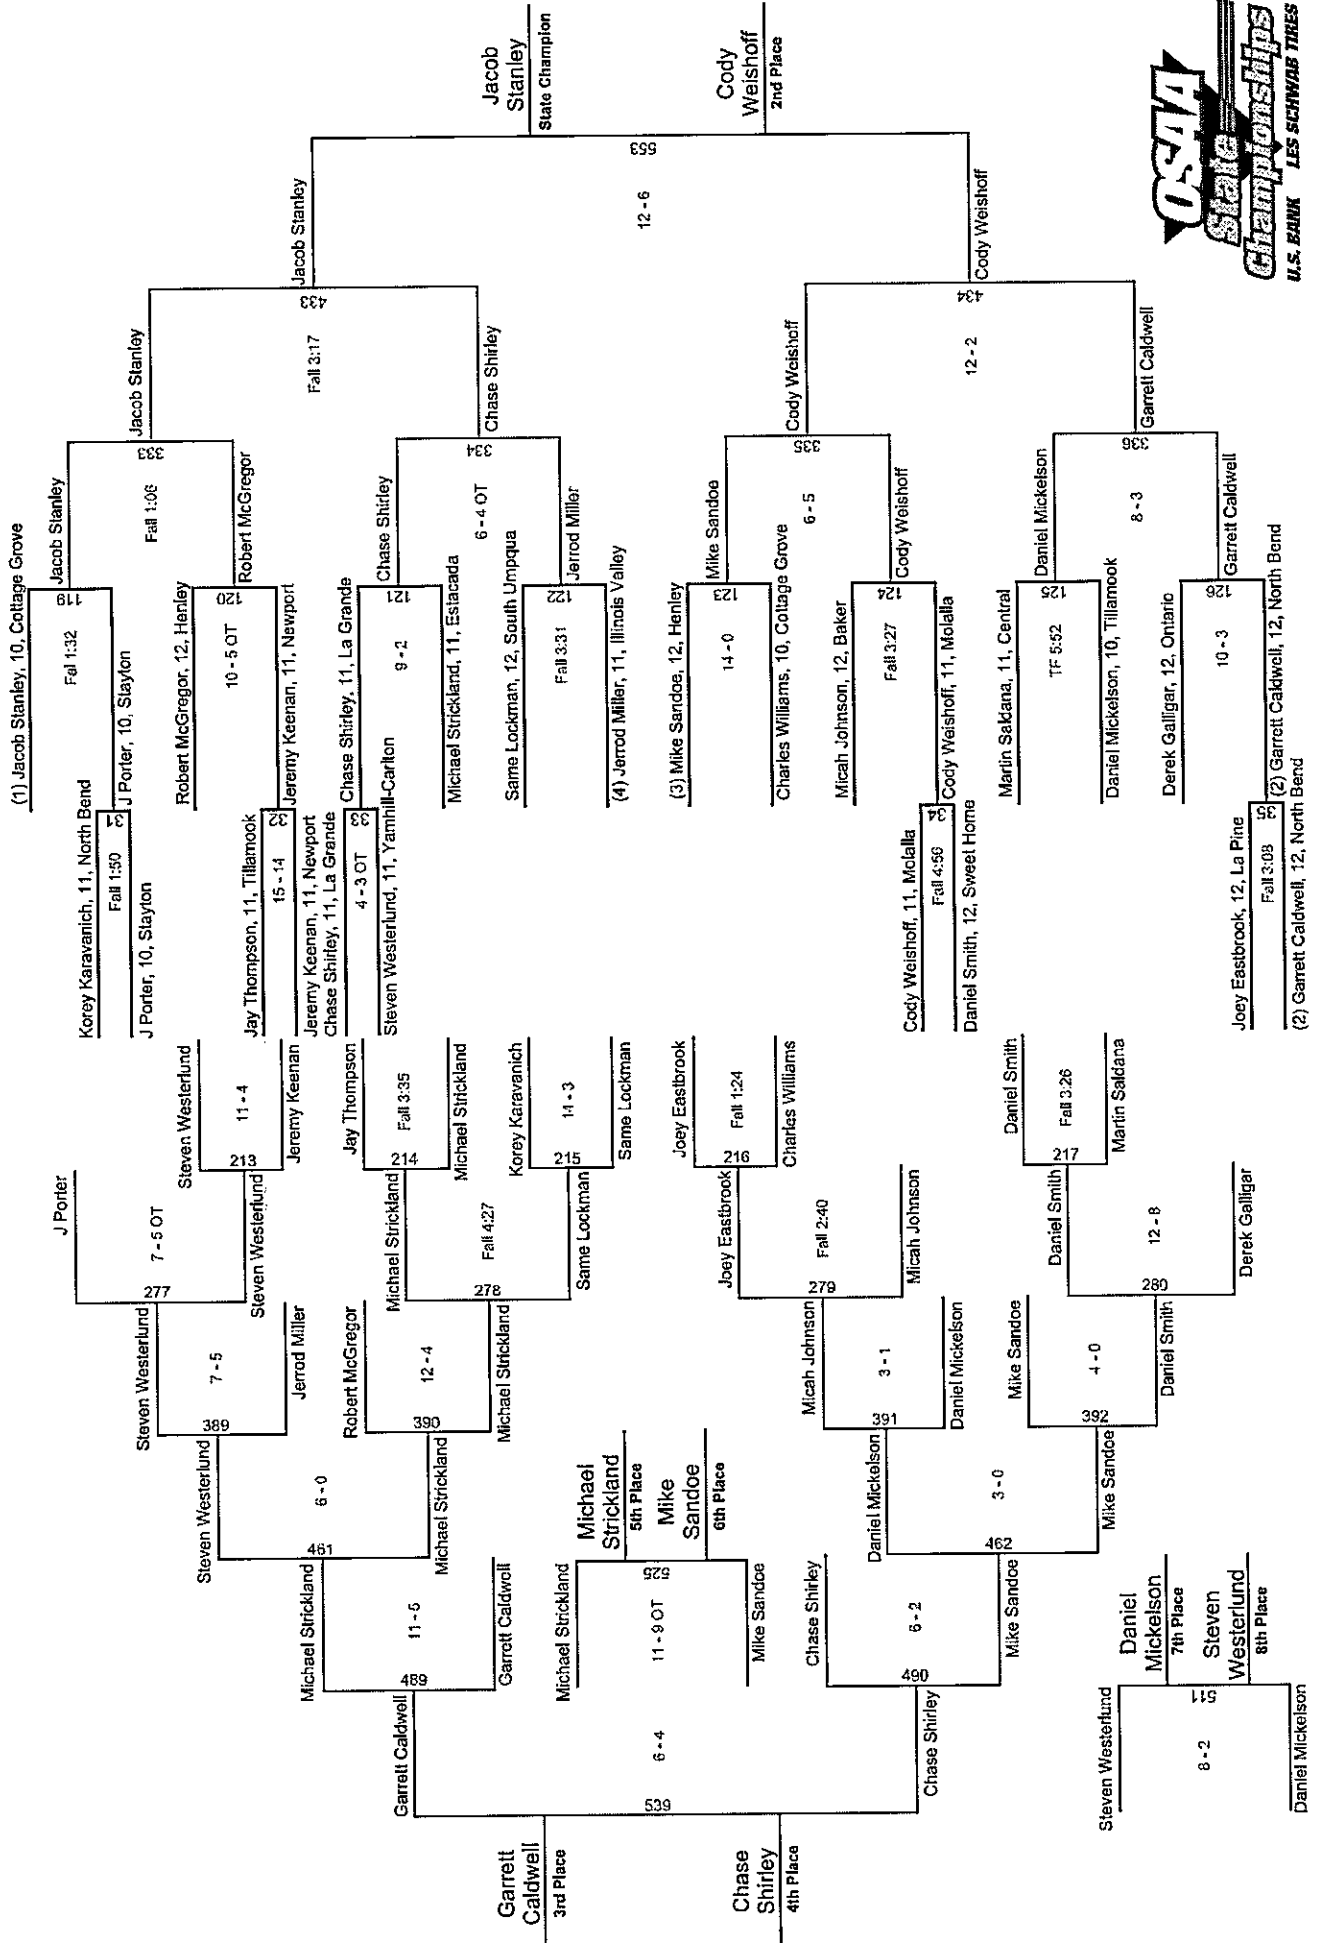 (1) Jacob Stanley, 10, Cottage Grove
119
Fal 1:32
Jacob Stanley
Korey Karavanich, 11, North Bend
31
Fall 1:50
J Porter, 10, Stayton
J Porter, 10, Stayton
333
Fall 1:06
Jacob Stanley
Robert McGregor, 12, Henley
120
10 - 5 OT
Robert McGregor
Jay Thompson, 11, Tillamook
32
15 - 14
Jeremy Keenan, 11, Newport
Jeremy Keenan, 11, Newport
433
Fall 3:17
Jacob Stanley
Chase Shirley, 11, La Grande
33
4 - 3 OT
Chase Shirley, 11, La Grande
Steven Westerlund, 11, Yamhill-Carlton
121
9 - 2
Chase Shirley
Michael Strickland, 11, Estacada
334
6 - 4 OT
Chase Shirley
Same Lockman, 12, South Umpqua
122
Fall 3:31
Jerrod Miller
(4) Jerrod Miller, 11, Illinois Valley
553
12 - 6
Jacob
Stanley
State Champion
Cody
Weishoff
2nd Place
(3) Mike Sandoe, 12, Henley
123
14 - 0
Mike Sandoe
Charles Williams, 10, Cottage Grove
335
6 - 5
Cody Weishoff
Micah Johnson, 12, Baker
124
Fall 3:27
Cody Weishoff
Cody Weishoff, 11, Molalla
34
Fall 4:56
Cody Weishoff, 11, Molalla
Daniel Smith, 12, Sweet Home
434
12 - 2
Cody Weishoff
Martin Saldana, 11, Central
125
TF 5:52
Daniel Mickelson
Daniel Mickelson, 10, Tillamook
336
8 - 3
Garrett Caldwell
Derek Galligar, 12, Ontario
126
10 - 3
Garrett Caldwell
Joey Eastbrook, 12, La Pine
35
Fall 3:08
(2) Garrett Caldwell, 12, North Bend
(2) Garrett Caldwell, 12, North Bend
J Porter
277
7 - 5 OT
Steven Westerlund
Steven Westerlund
213
11 - 4
Steven Westerlund
Jeremy Keenan
389
7 - 5
Steven Westerlund
Jerrod Miller
Jay Thompson
214
Fall 3:35
Michael Strickland
Michael Strickland
278
Fall 4:27
Michael Strickland
Korey Karavanich
215
14 - 3
Same Lockman
Same Lockman
Robert McGregor
390
12 - 4
Michael Strickland
461
6 - 0
Michael Strickland
489
11 - 5
Garrett Caldwell
Garrett Caldwell
Joey Eastbrook
216
Fall 1:24
Joey Eastbrook
Charles Williams
279
Fall 2:40
Micah Johnson
Micah Johnson
391
3 - 1
Daniel Mickelson
Daniel Mickelson
Daniel Smith
217
Fall 3:26
Daniel Smith
Martin Saldana
280
12 - 8
Daniel Smith
Derek Galligar
Mike Sandoe
392
4 - 0
Mike Sandoe
462
3 - 0
Mike Sandoe
Chase Shirley
490
6 - 2
Chase Shirley
539
6 - 4
Garrett
Caldwell
3rd Place
Chase
Shirley
4th Place
Michael Strickland
525
11 - 9 OT
Mike Sandoe
Michael
Strickland
5th Place
Mike
Sandoe
6th Place
Steven Westerlund
511
8 - 2
Daniel Mickelson
Daniel
Mickelson
7th Place
Steven
Westerlund
8th Place
OSAA
State
Championships
U.S. BANK LES SCHWAB TIRES